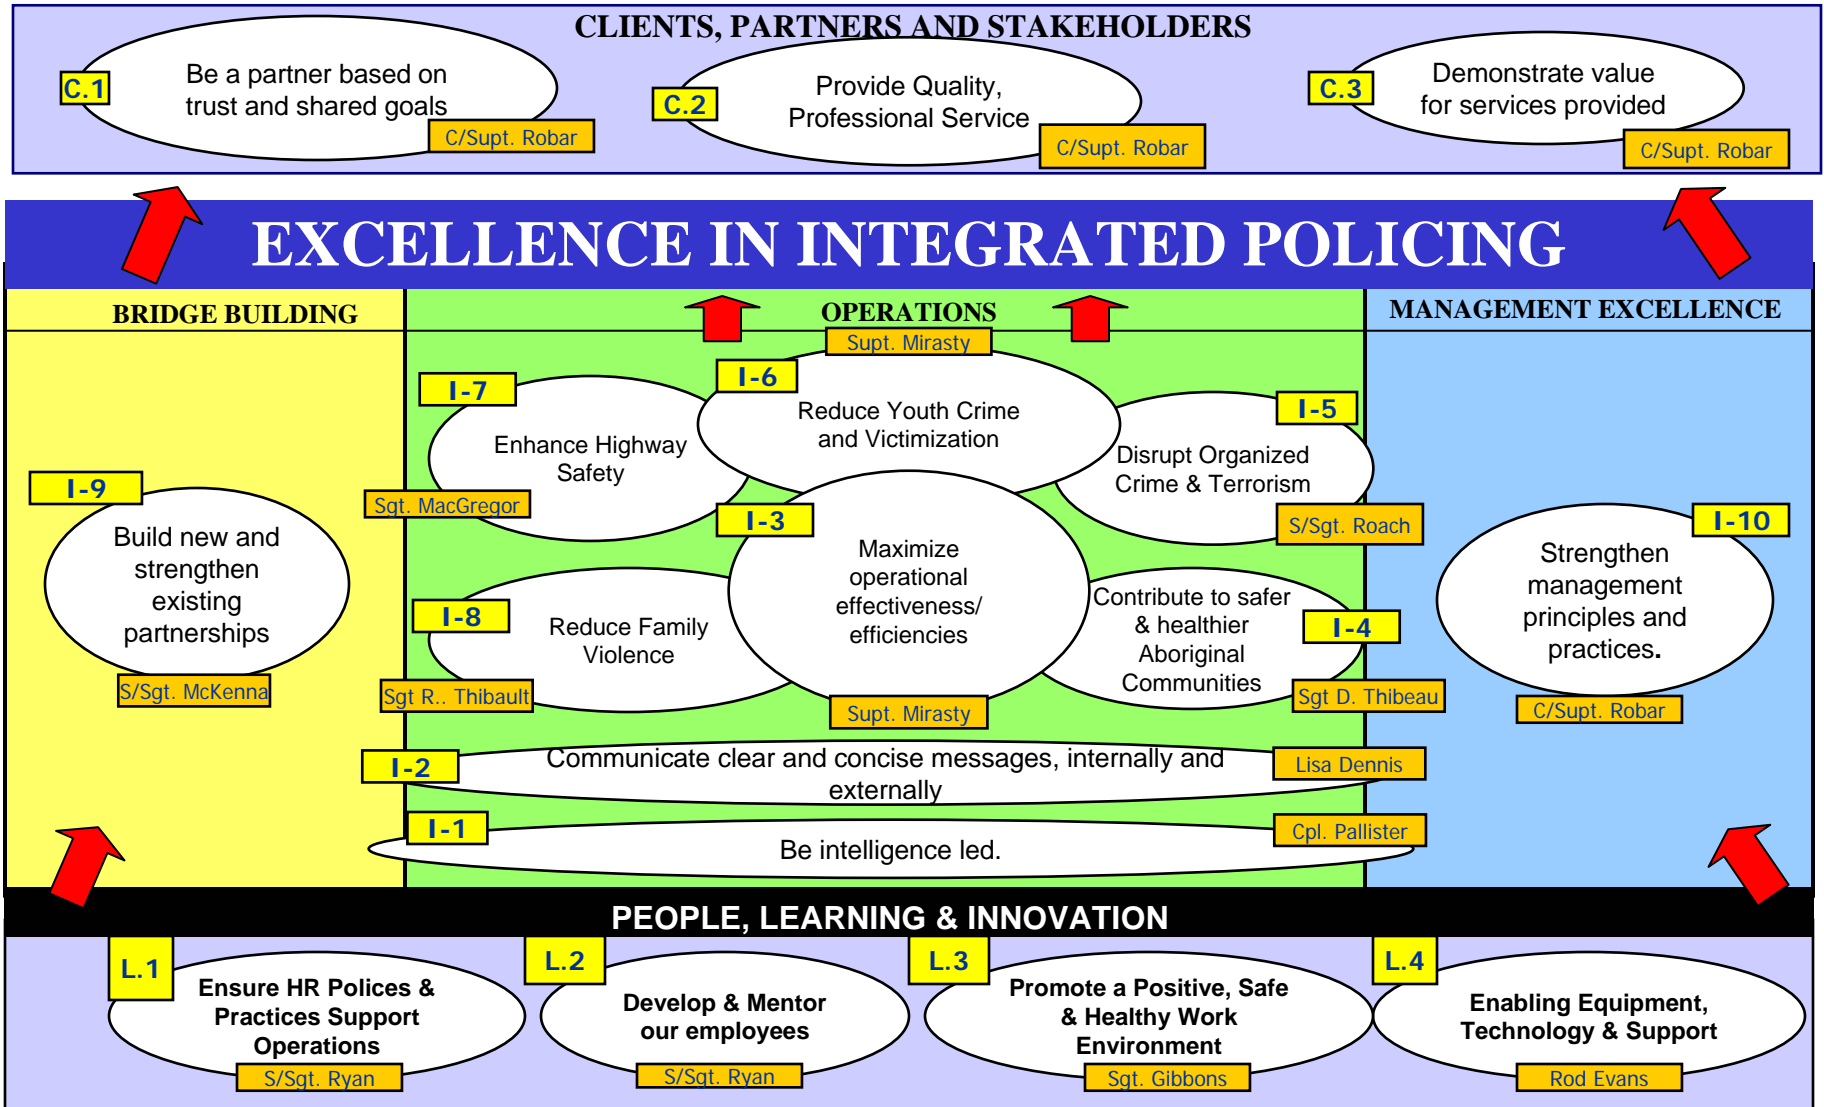 CLIENTS, PARTNERS AND STAKEHOLDERS
C.1
Be a partner based on
trust and shared goals
C/Supt. Robar
C.2
Provide Quality,
Professional Service
C/Supt. Robar
C.3
Demonstrate value
for services provided
C/Supt. Robar
EXCELLENCE IN INTEGRATED POLICING
BRIDGE BUILDING
OPERATIONS
MANAGEMENT EXCELLENCE
I-9
Build new and
strengthen
existing
partnerships
S/Sgt. McKenna
Supt. Mirasty
I-6
Reduce Youth Crime
and Victimization
I-7
Enhance Highway
Safety
Sgt. MacGregor
I-5
Disrupt Organized
Crime & Terrorism
S/Sgt. Roach
I-3
Maximize
operational
effectiveness/
efficiencies
Supt. Mirasty
I-8
Reduce Family
Violence
Sgt R.. Thibault
I-4
Contribute to safer
& healthier
Aboriginal
Communities
Sgt D. Thibeau
I-2
Communicate clear and concise messages, internally and
externally
Lisa Dennis
I-1
Be intelligence led.
Cpl. Pallister
I-10
Strengthen
management
principles and
practices.
C/Supt. Robar
PEOPLE, LEARNING & INNOVATION
L.1
Ensure HR Polices &
Practices Support
Operations
S/Sgt. Ryan
L.2
Develop & Mentor
our employees
S/Sgt. Ryan
L.3
Promote a Positive, Safe
& Healthy Work
Environment
Sgt. Gibbons
L.4
Enabling Equipment,
Technology & Support
Rod Evans